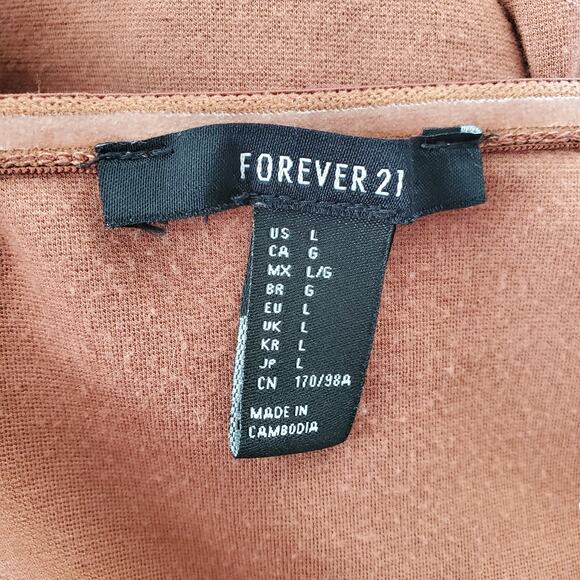 FOREVER 21
US L
CA G
MX L/G
BR G
EU L
UK L
KR L
JP L
CN 170/98A
MADE IN
CAMBODIA